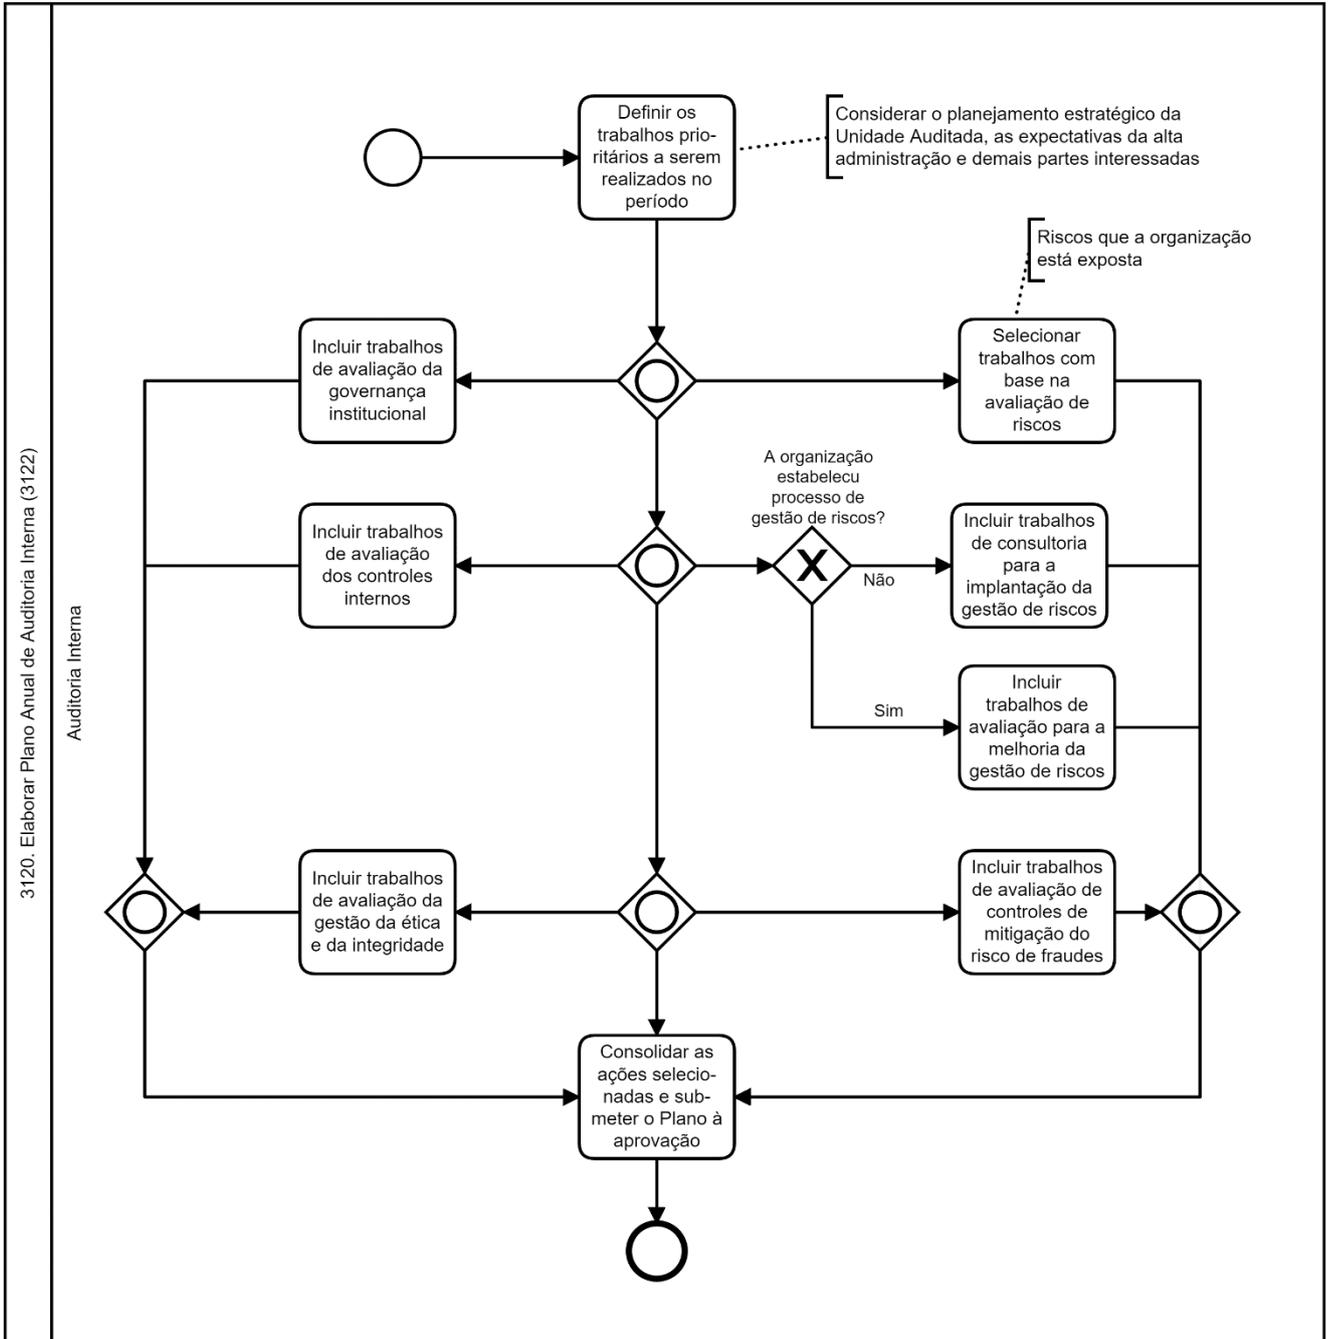 3120. Elaborar Plano Anual de Auditoria Interna (3122)
Auditoria Interna
Definir os
trabalhos prio-
ritários a serem
realizados no
período
Considerar o planejamento estratégico da
Unidade Auditada, as expectativas da alta
administração e demais partes interessadas
Riscos que a organização
está exposta
Incluir trabalhos
de avaliação da
governança
institucional
Selecionar
trabalhos com
base na
avaliação de
riscos
A organização
estabelecu
processo de
gestão de riscos?
Incluir trabalhos
de avaliação
dos controles
internos
Não
Incluir trabalhos
de consultoria
para a
implantação da
gestão de riscos
Sim
Incluir
trabalhos de
avaliação para a
melhoria da
gestão de riscos
Incluir trabalhos
de avaliação da
gestão da ética
e da integridade
Incluir trabalhos
de avaliação de
controles de
mitigação do
risco de fraudes
Consolidar as
ações selecio-
nadas e sub-
meter o Plano à
aprovação